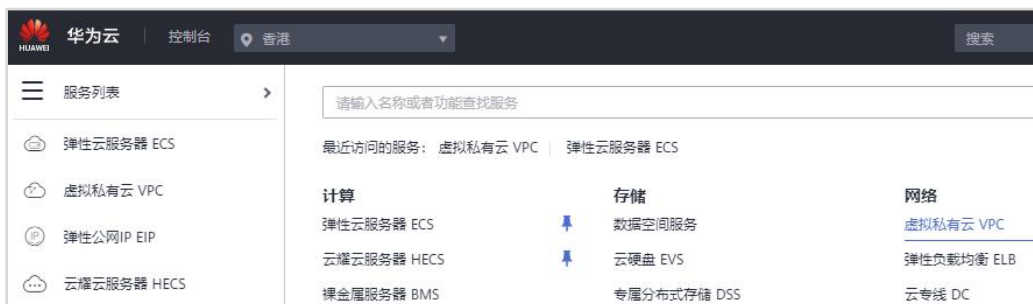 HUAWEI 华为云 控制台 香港 搜索
服务列表
请输入名称或者功能查找服务
弹性云服务器 ECS
最近访问的服务： 虚拟私有云 VPC 弹性云服务器 ECS
虚拟私有云 VPC
计算 存储 网络
弹性云服务器 ECS 数据空间服务 虚拟私有云 VPC
弹性公网IP EIP
云耀云服务器 HECS 云硬盘 EVS 弹性负载均衡 ELB
云耀云服务器 HECS
裸金属服务器 BMS 专属分布式存储 DSS 云专线 DC